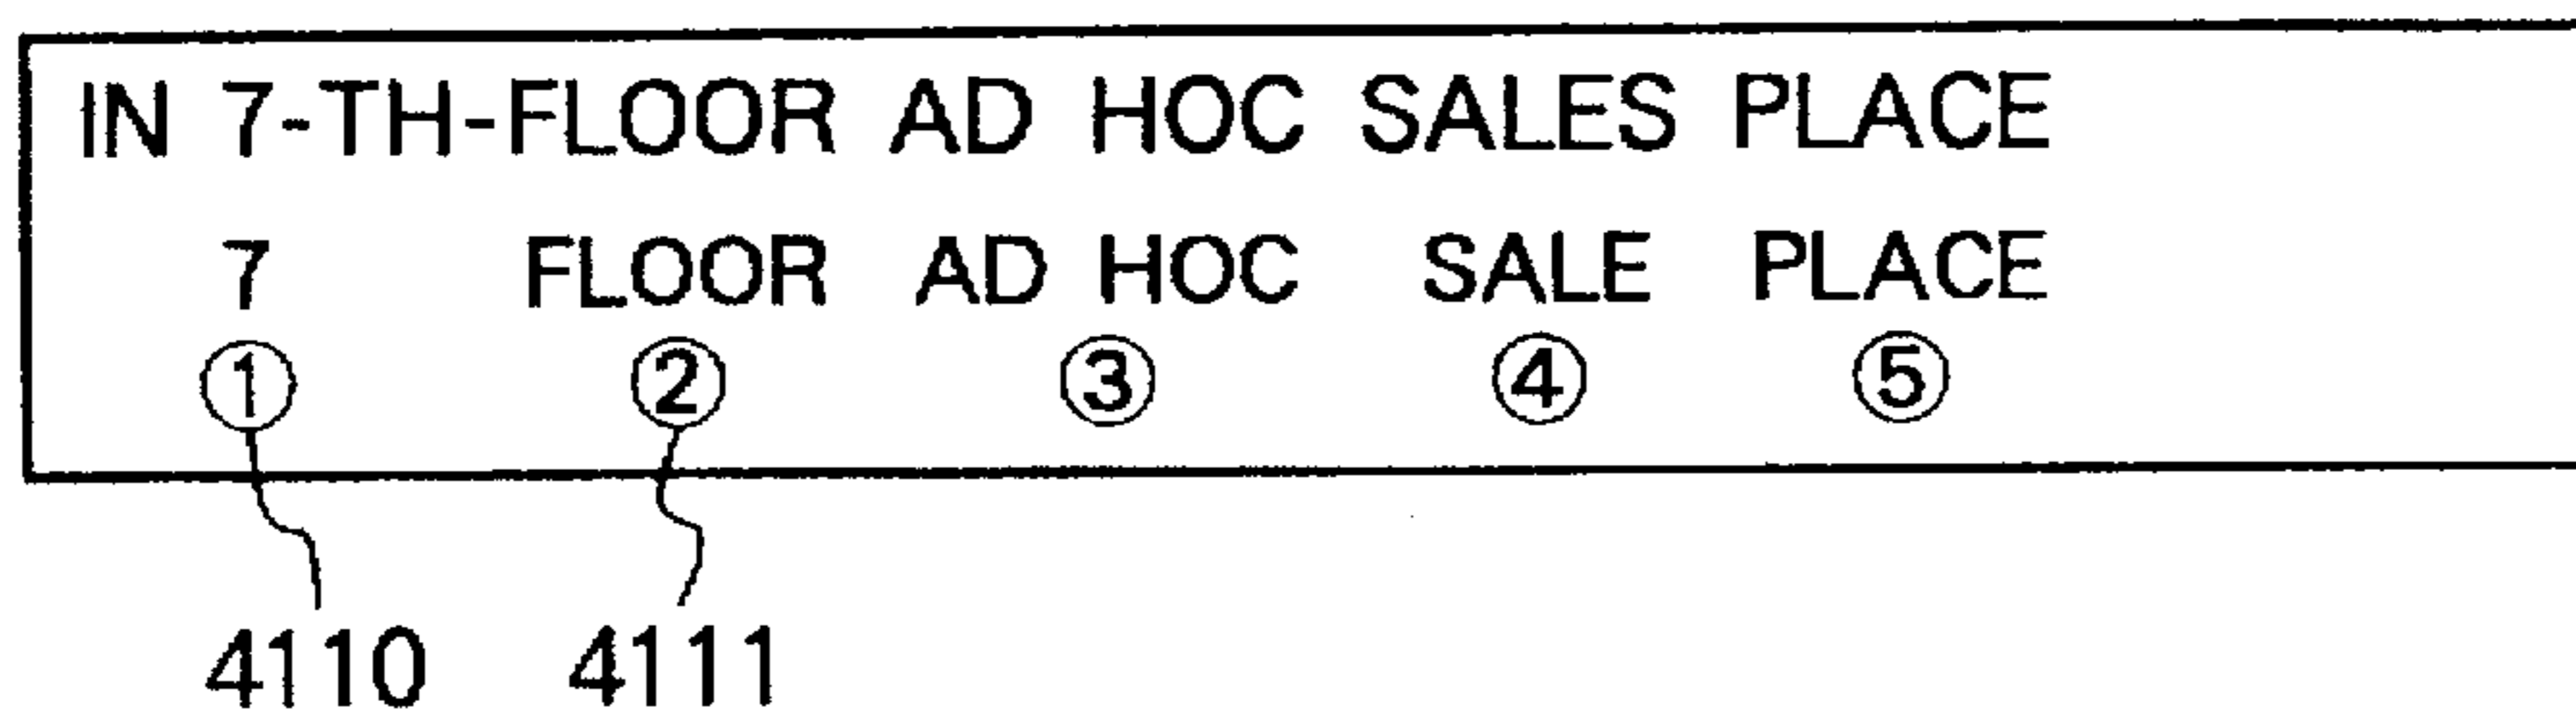 IN 7-TH-FLOOR AD HOC SALES PLACE
7 FLOOR AD HOC SALE PLACE
① ② ③ ④ ⑤
4110 4111